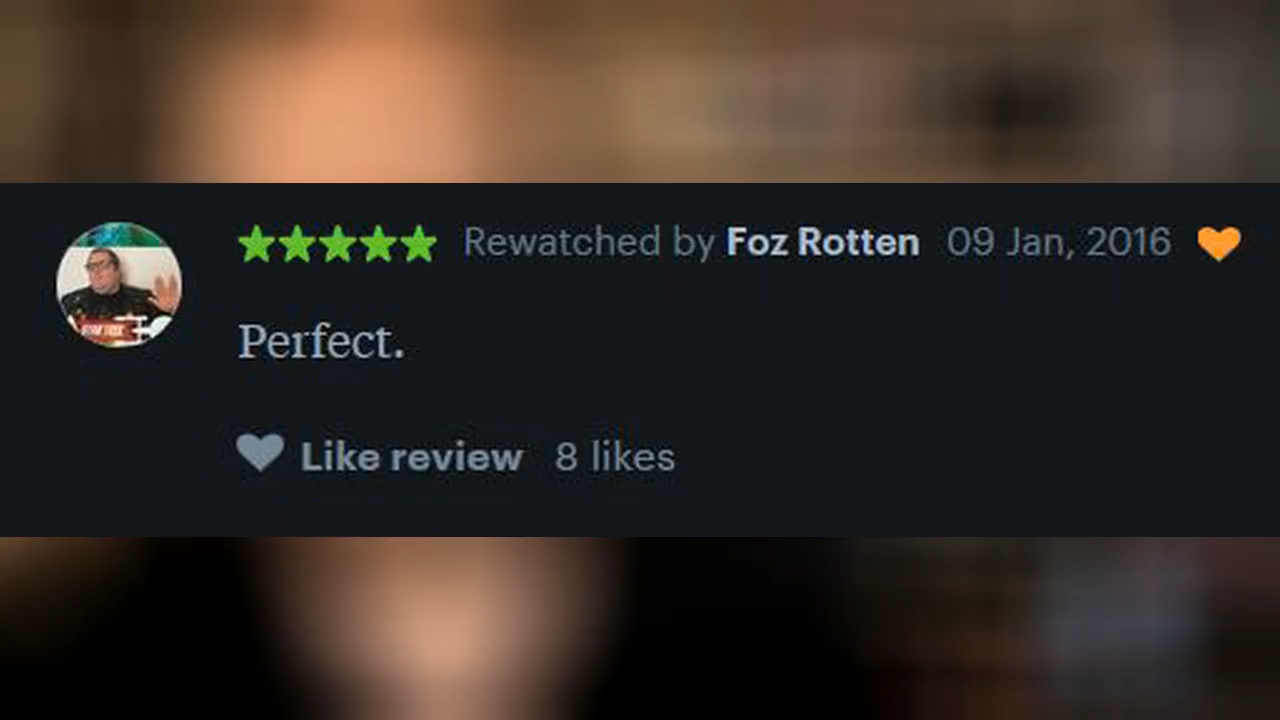 ★★★★★ Rewatched by Foz Rotten 09 Jan, 2016 🧡
Perfect.
Like review 8 likes